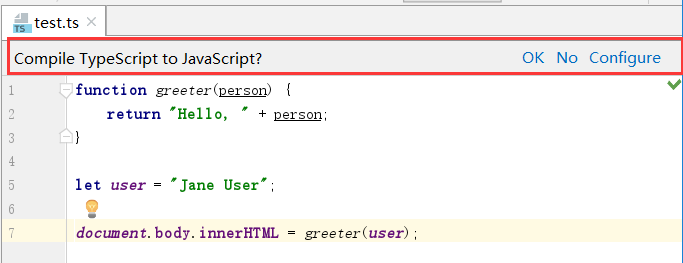 test.ts
TS
Compile TypeScript to JavaScript? OK No Configure
1 function greeter(person) {
2 return "Hello, " + person;
3 }
4
5 let user = "Jane User";
6
7 document.body.innerHTML = greeter(user);